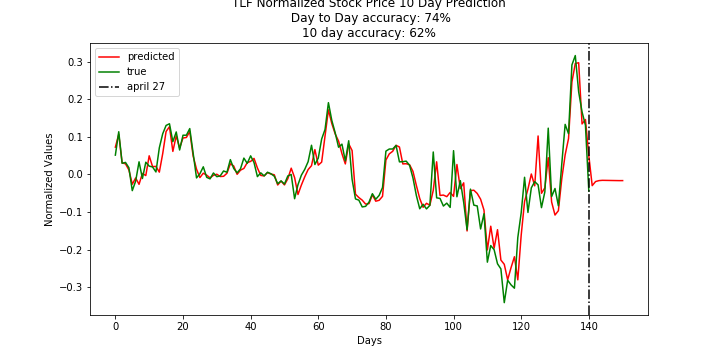 TLF Normalized Stock Price 10 Day Prediction
Day to Day accuracy: 74%
10 day accuracy: 62%
predicted
true
april 27
Normalized Values
0.3
0.2
0.1
0.0
−0.1
−0.2
−0.3
0 20 40 60 80 100 120 140
Days